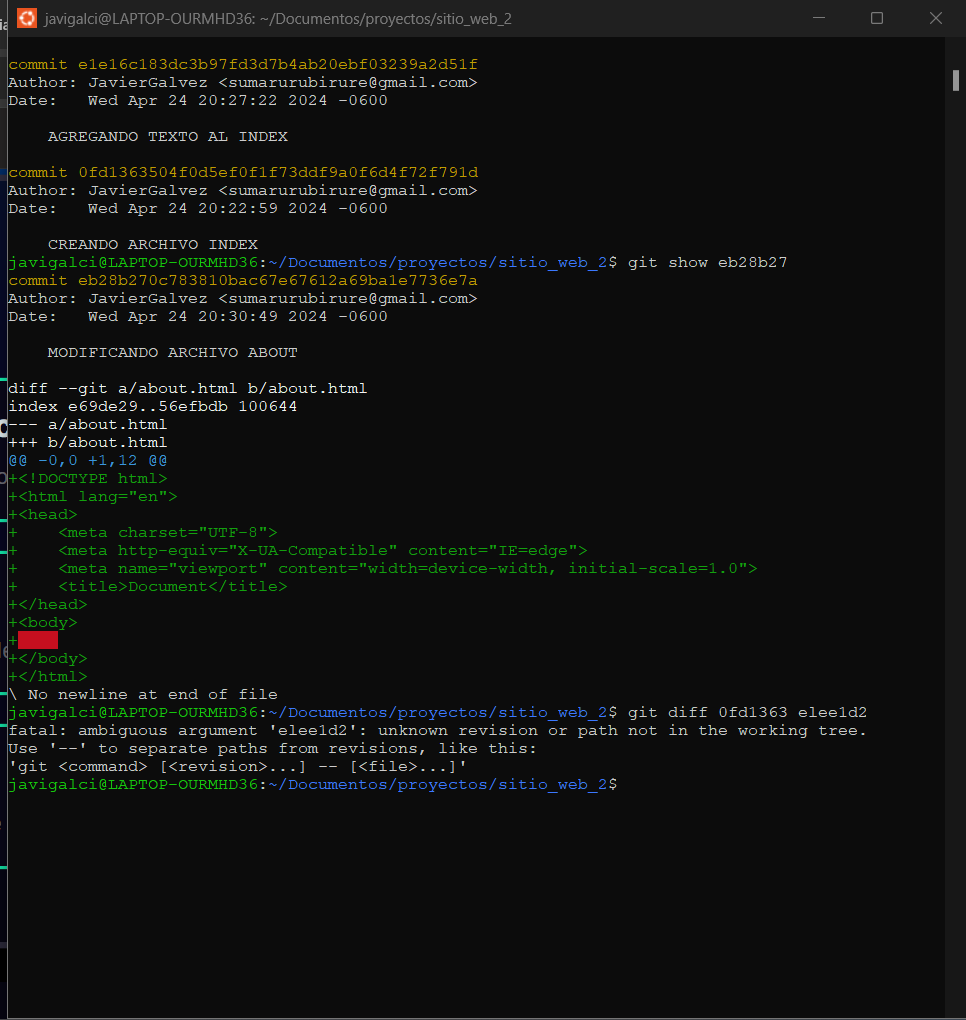 javigalci@LAPTOP-OURMHD36: ~/Documentos/proyectos/sitio_web_2
commit e1e16c183dc3b97fd3d7b4ab20ebf03239a2d51f
Author: JavierGalvez <sumarurubirure@gmail.com>
Date:   Wed Apr 24 20:27:22 2024 -0600
    AGREGANDO TEXTO AL INDEX
commit 0fd1363504f0d5ef0f1f73ddf9a0f6d4f72f791d
Author: JavierGalvez <sumarurubirure@gmail.com>
Date:   Wed Apr 24 20:22:59 2024 -0600
    CREANDO ARCHIVO INDEX
javigalci@LAPTOP-OURMHD36:~/Documentos/proyectos/sitio_web_2$ git show eb28b27
commit eb28b270c783810bac67e67612a69ba1e7736e7a
Author: JavierGalvez <sumarurubirure@gmail.com>
Date:   Wed Apr 24 20:30:49 2024 -0600
    MODIFICANDO ARCHIVO ABOUT
diff --git a/about.html b/about.html
index e69de29..56efbdb 100644
--- a/about.html
+++ b/about.html
@@ -0,0 +1,12 @@
+<!DOCTYPE html>
+<html lang="en">
+<head>
+    <meta charset="UTF-8">
+    <meta http-equiv="X-UA-Compatible" content="IE=edge">
+    <meta name="viewport" content="width=device-width, initial-scale=1.0">
+    <title>Document</title>
+</head>
+<body>
+
+</body>
+</html>
\ No newline at end of file
javigalci@LAPTOP-OURMHD36:~/Documentos/proyectos/sitio_web_2$ git diff 0fd1363 elee1d2
fatal: ambiguous argument 'elee1d2': unknown revision or path not in the working tree.
Use '--' to separate paths from revisions, like this:
'git <command> [<revision>...] -- [<file>...]'
javigalci@LAPTOP-OURMHD36:~/Documentos/proyectos/sitio_web_2$